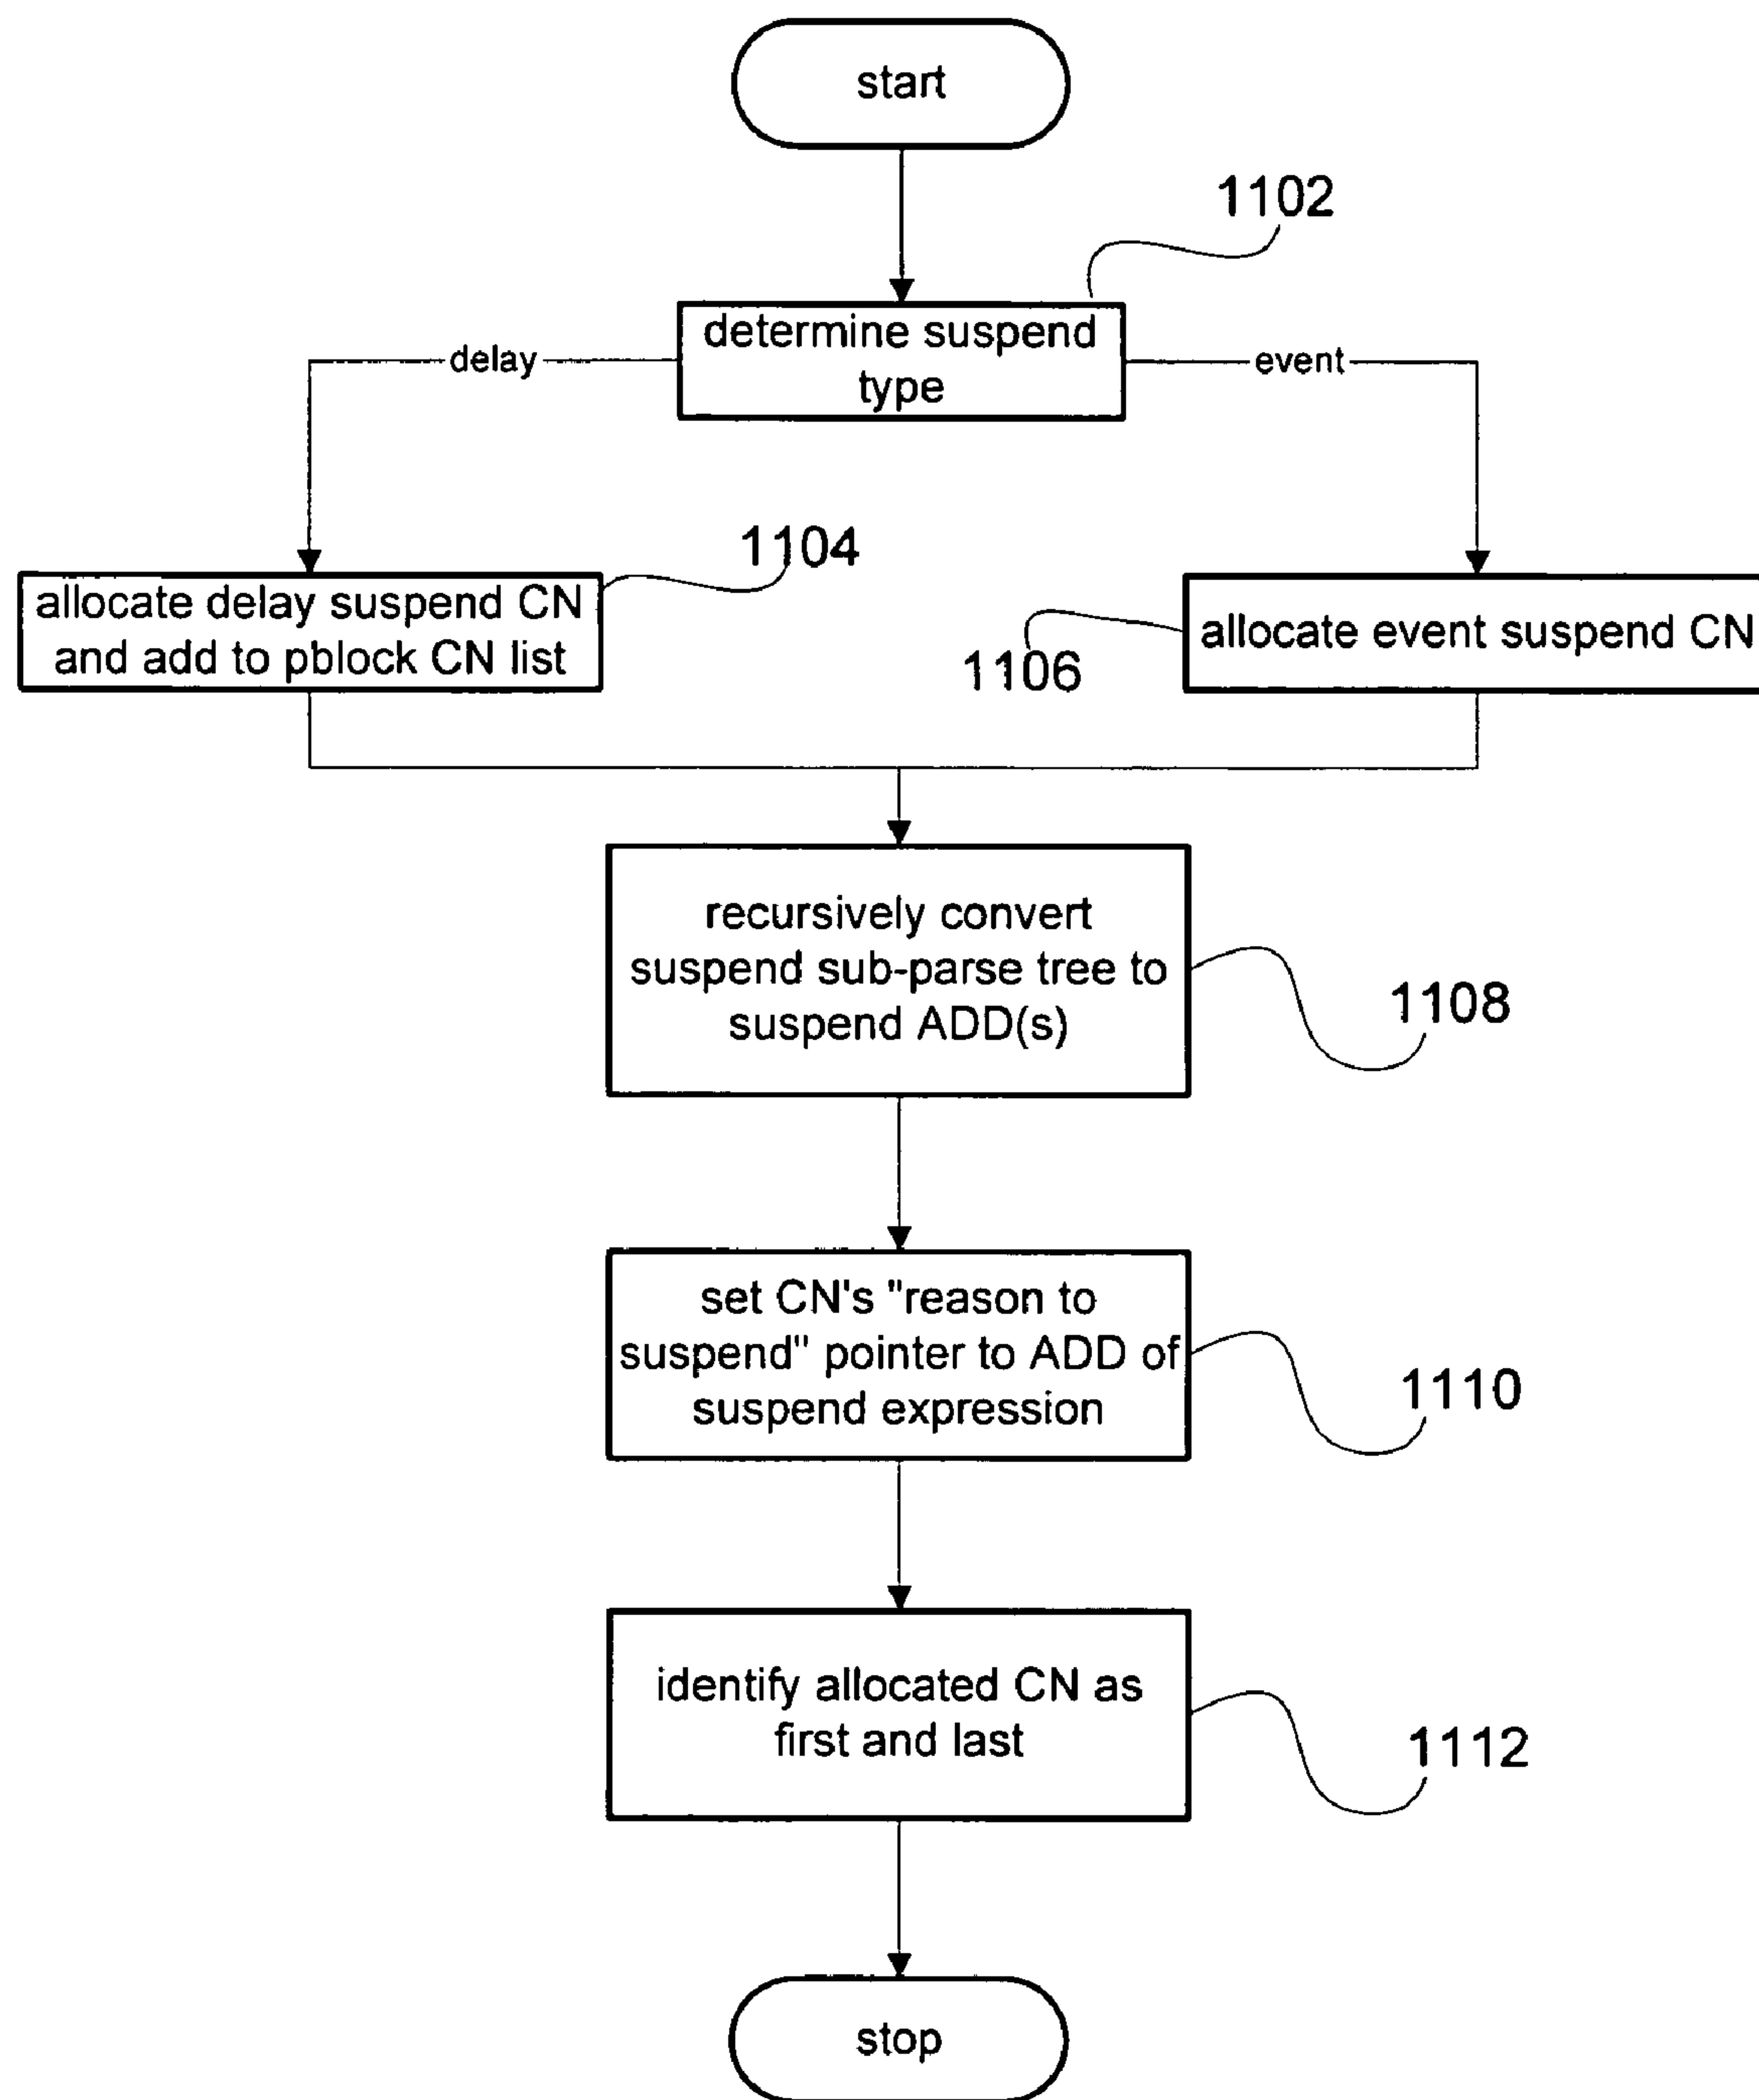 start
1102
determine suspend
type
delay
event
1104
allocate delay suspend CN
and add to pblock CN list
1106
allocate event suspend CN
recursively convert
suspend sub-parse tree to
suspend ADD(s)
1108
set CN's "reason to
suspend" pointer to ADD of
suspend expression
1110
identify allocated CN as
first and last
1112
stop